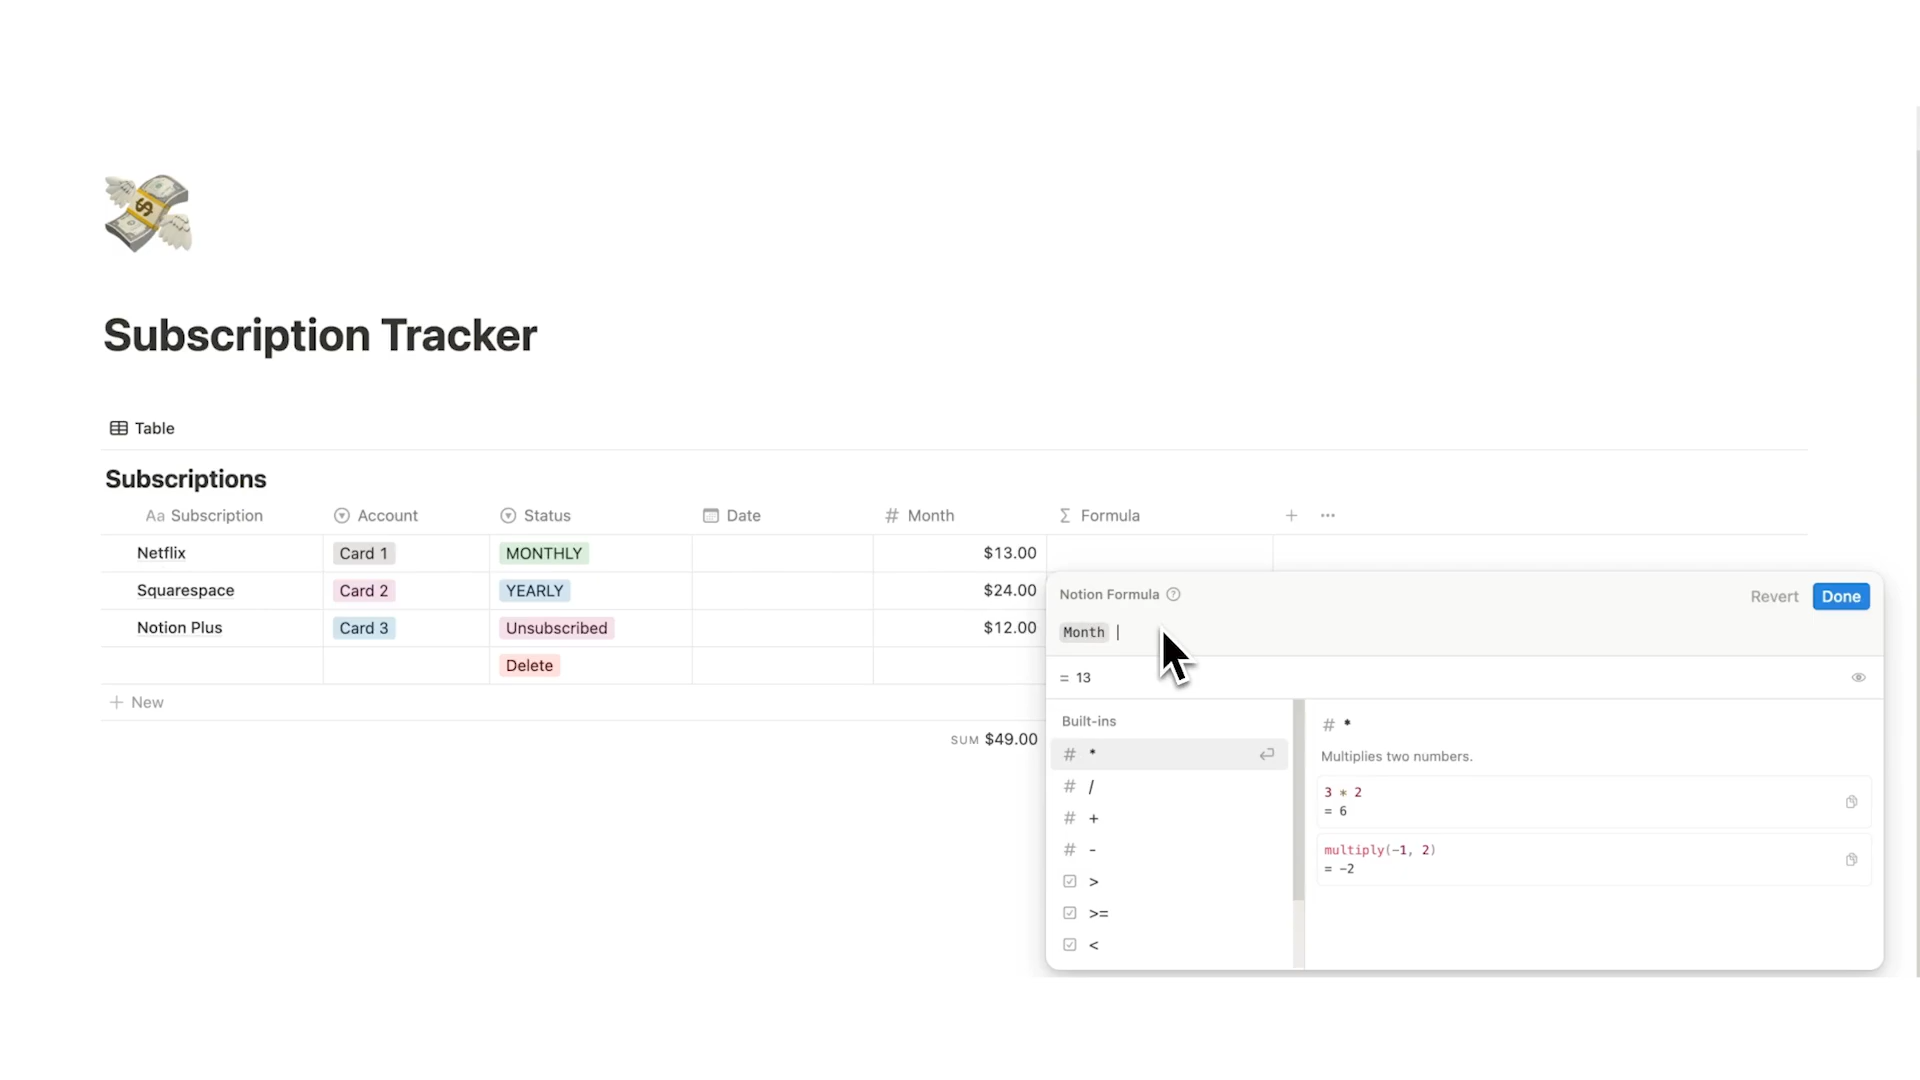 Subscription Tracker
Table
Subscriptions
Aa Subscription Account Status Date # Month Σ Formula + ...
Netflix Card 1 MONTHLY $13.00
Squarespace Card 2 YEARLY $24.00
Notion Plus Card 3 Unsubscribed $12.00
Delete
+ New
SUM $49.00
Notion Formula ? Revert Done
Month
= 13
Built-ins
# *
# /
# +
# -
>
>=
<
# *
Multiplies two numbers.
3 * 2
= 6
multiply(-1, 2)
= -2